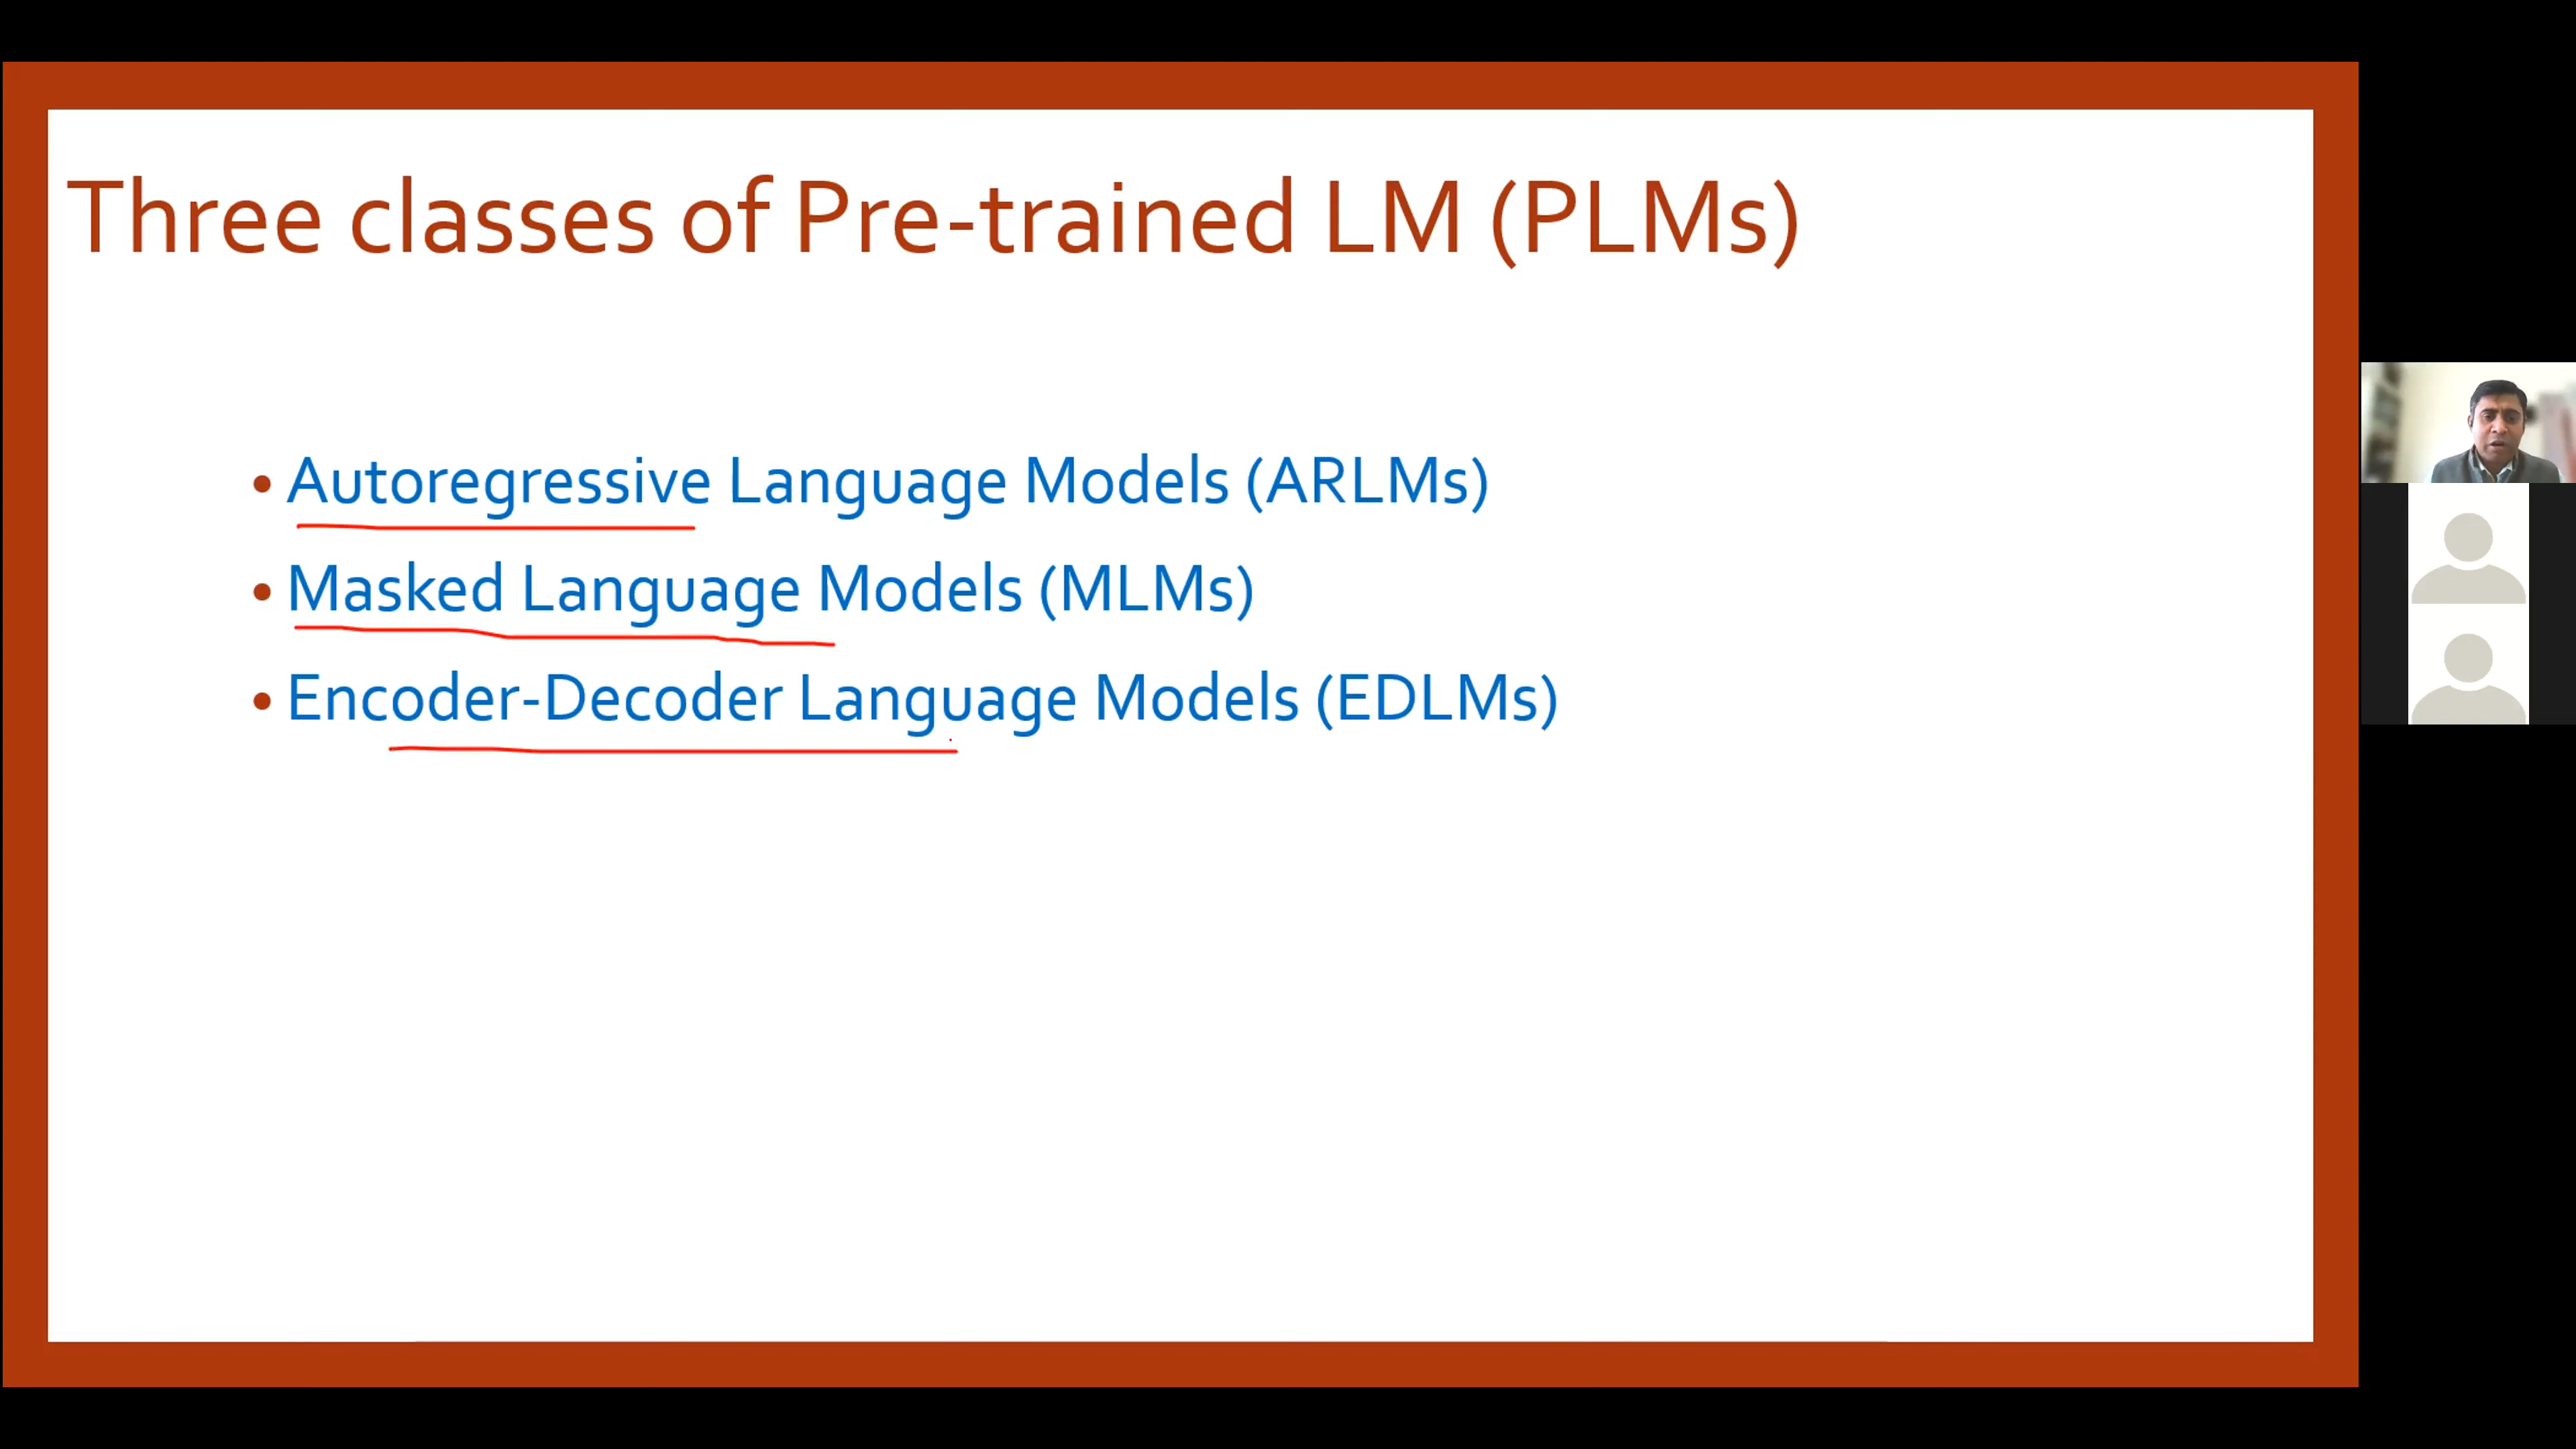 Three classes of Pre-trained LM (PLMs)
• Autoregressive Language Models (ARLMs)
• Masked Language Models (MLMs)
• Encoder-Decoder Language Models (EDLMs)